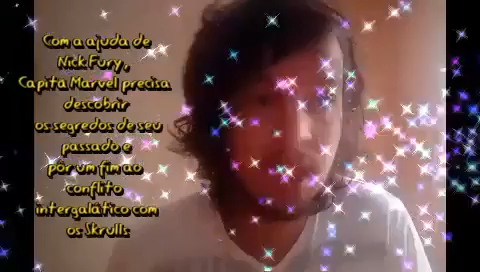 Com a ajuda de
Nick Fury,
Capitã Marvel precisa
descobrir
os segredos de seu
passado e
pôr um fim ao
conflito
intergalático com
os Skrulls